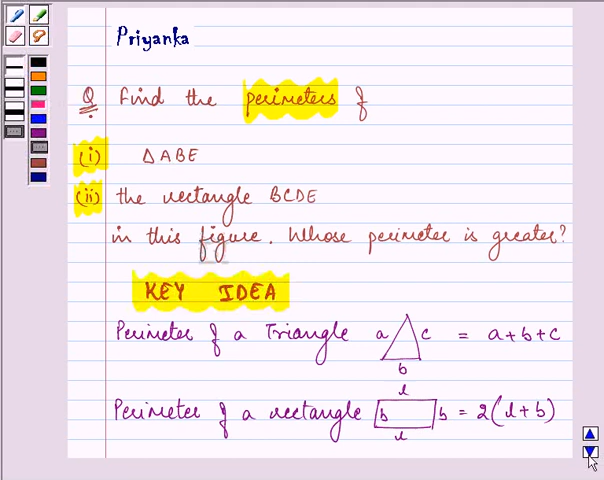 Priyanka
Q Find the perimeters of
(i) △ABE
(ii) the rectangle BCDE
in this figure. Whose perimeter is greater?
KEY IDEA
Perimeter of a Triangle a c b = a+b+c
Perimeter of a rectangle l b b l = 2(l+b)